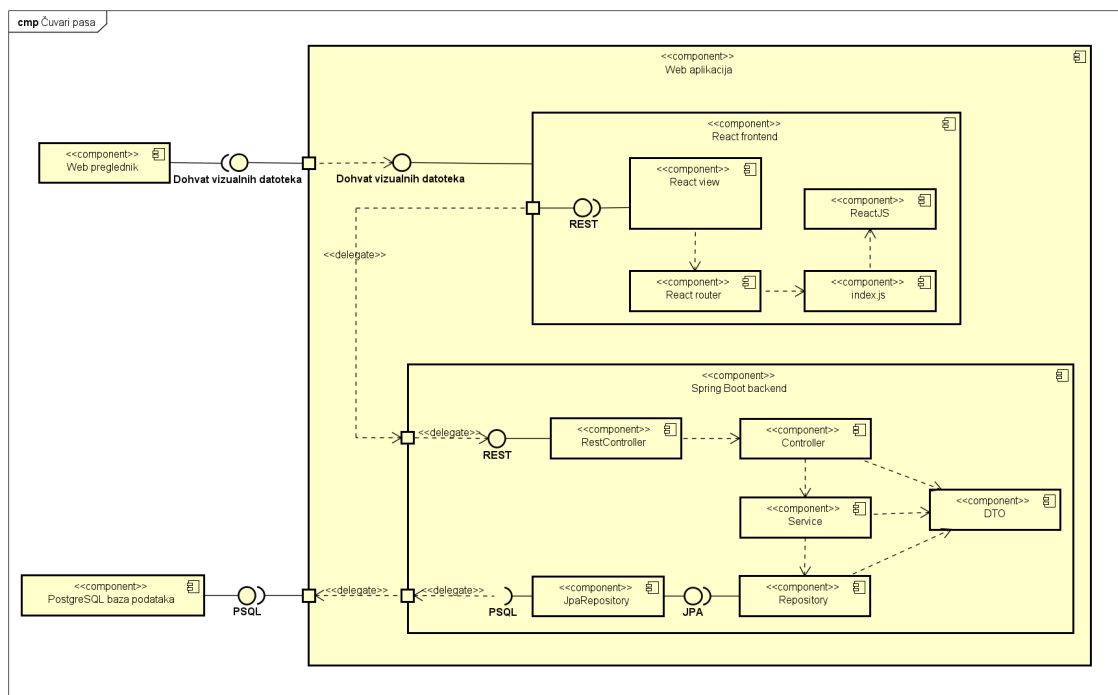 cmp Čuvari pasa
<<component>>
Web aplikacija
<<component>>
React frontend
<<component>>
Web preglednik
Dohvat vizualnih datoteka
Dohvat vizualnih datoteka
<<component>>
React view
<<component>>
ReactJS
REST
<<delegate>>
<<component>>
React router
<<component>>
index.js
<<component>>
Spring Boot backend
<<delegate>>
REST
<<component>>
RestController
<<component>>
Controller
<<component>>
Service
<<component>>
DTO
<<component>>
PostgreSQL baza podataka
PSQL
<<delegate>>
<<delegate>>
PSQL
<<component>>
JpaRepository
JPA
<<component>>
Repository